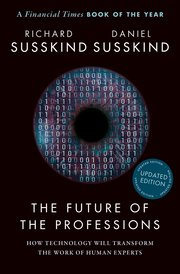 A Financial Times BOOK OF THE YEAR
RICHARD DANIEL
SUSSKIND SUSSKIND
UPDATED
EDITION
THE FUTURE OF
THE PROFESSIONS
HOW TECHNOLOGY WILL TRANSFORM
THE WORK OF HUMAN EXPERTS